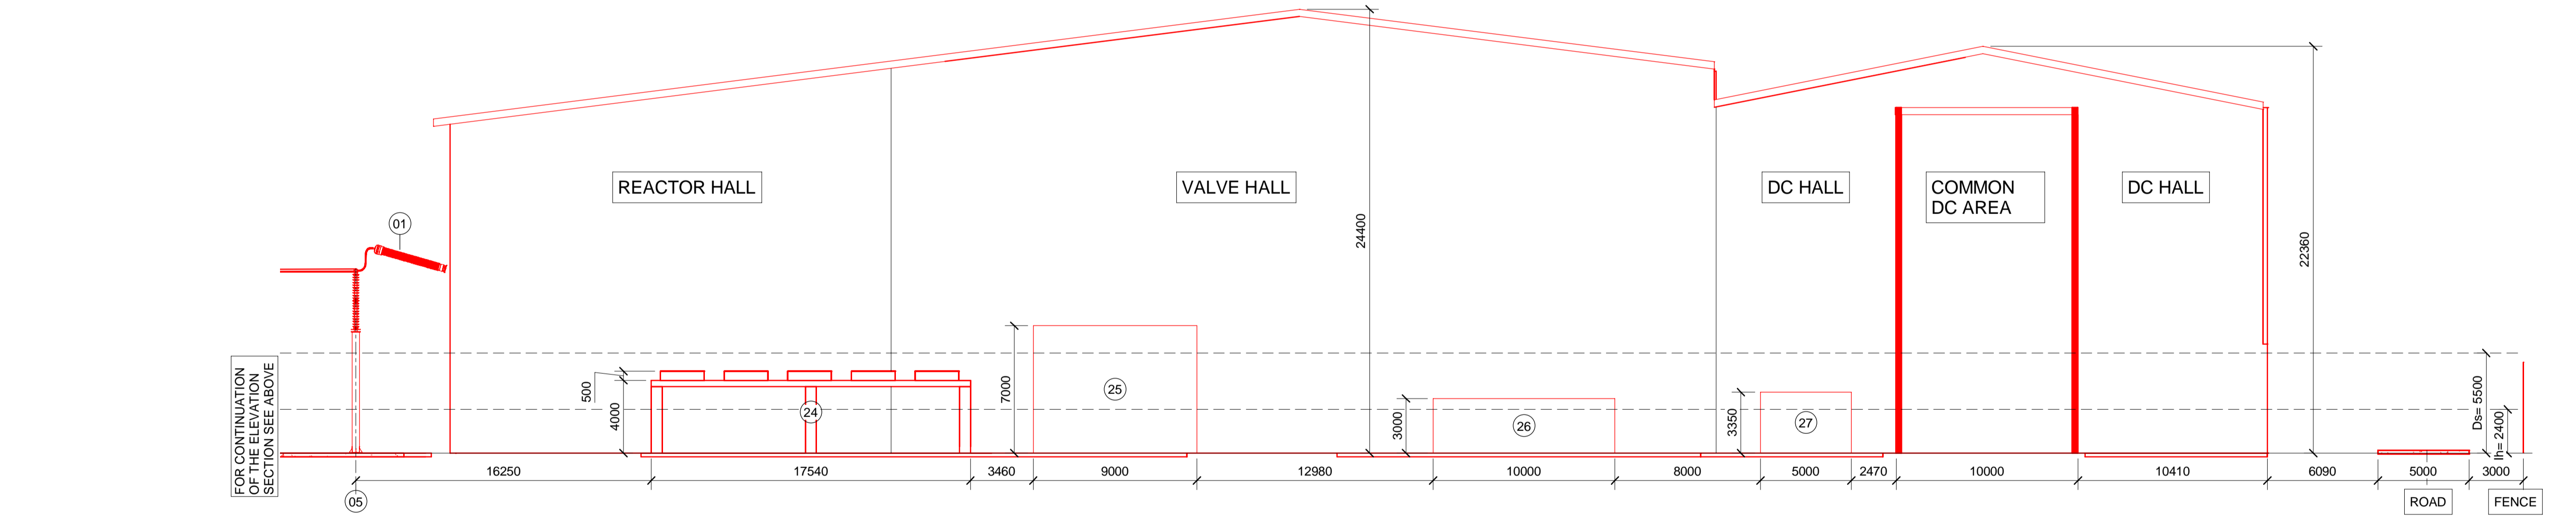 24400
22360
REACTOR HALL
VALVE HALL
DC HALL
COMMON
DC AREA
DC HALL
01
FOR CONTINUATION
OF THE ELEVATION
SECTION SEE ABOVE
500
4000
24
7000
25
3000
26
3350
27
Ds= 5500
lh= 2400
16250
17540
3460
9000
12980
10000
8000
5000
2470
10000
10410
6090
5000
3000
05
ROAD
FENCE